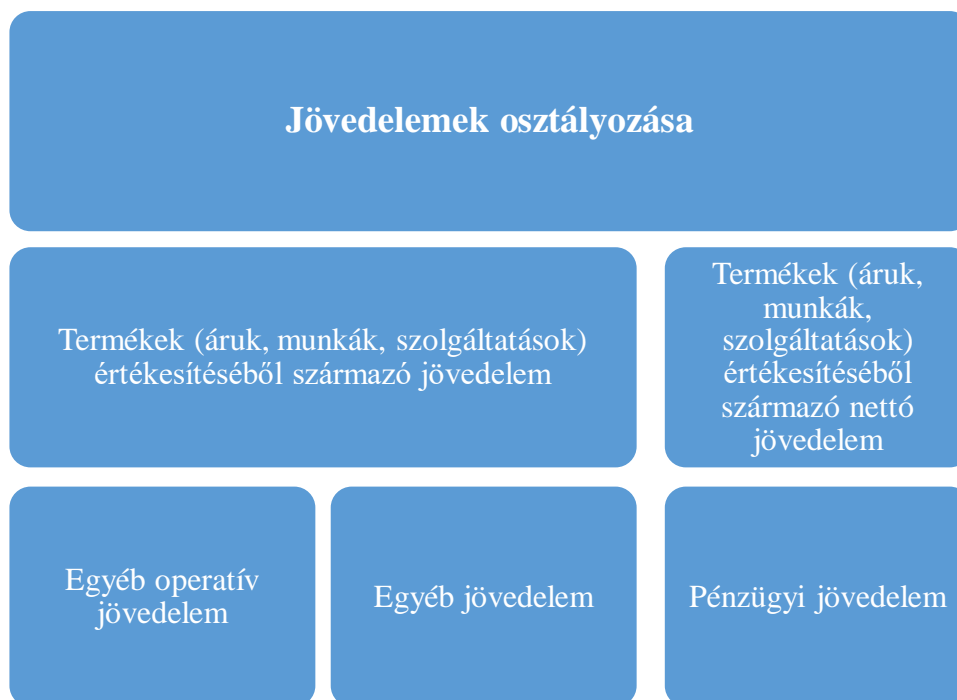 Jövedelemek osztályozása
Termékek (áruk, munkák, szolgáltatások)
értékesítéséből származó jövedelem
Termékek (áruk,
munkák,
szolgáltatások)
értékesítéséből
származó nettó
jövedelem
Egyéb operatív
jövedelem
Egyéb jövedelem
Pénzügyi jövedelem